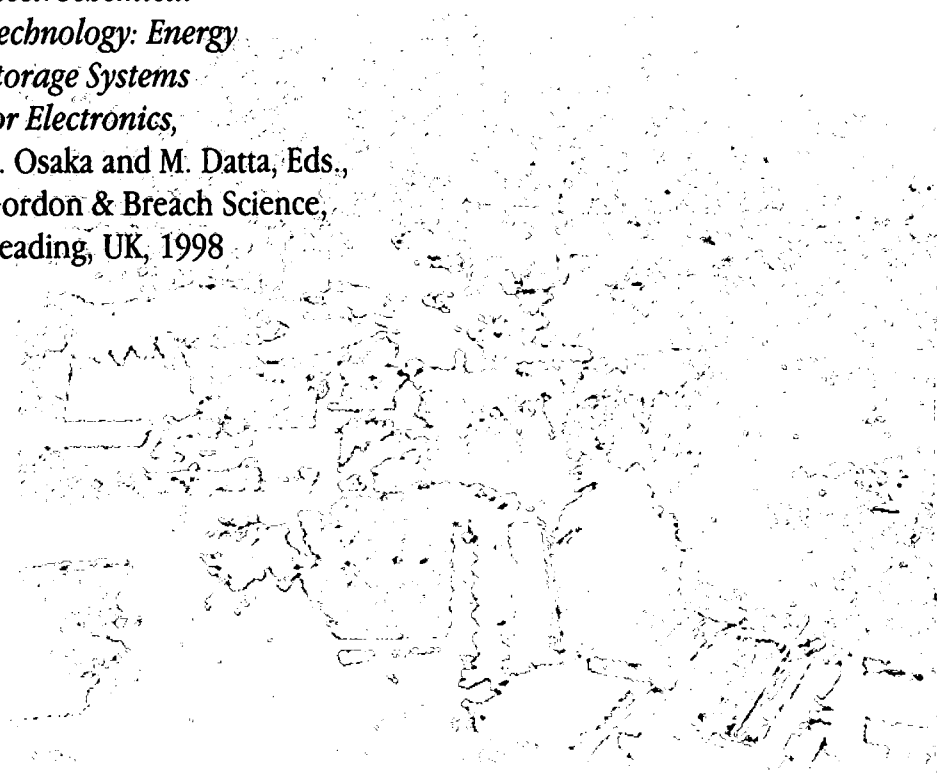 echnology: Energy
torage Systems
or Electronics,
. Osaka and M. Datta, Eds.,
ordon & Breach Science,
eading, UK, 1998